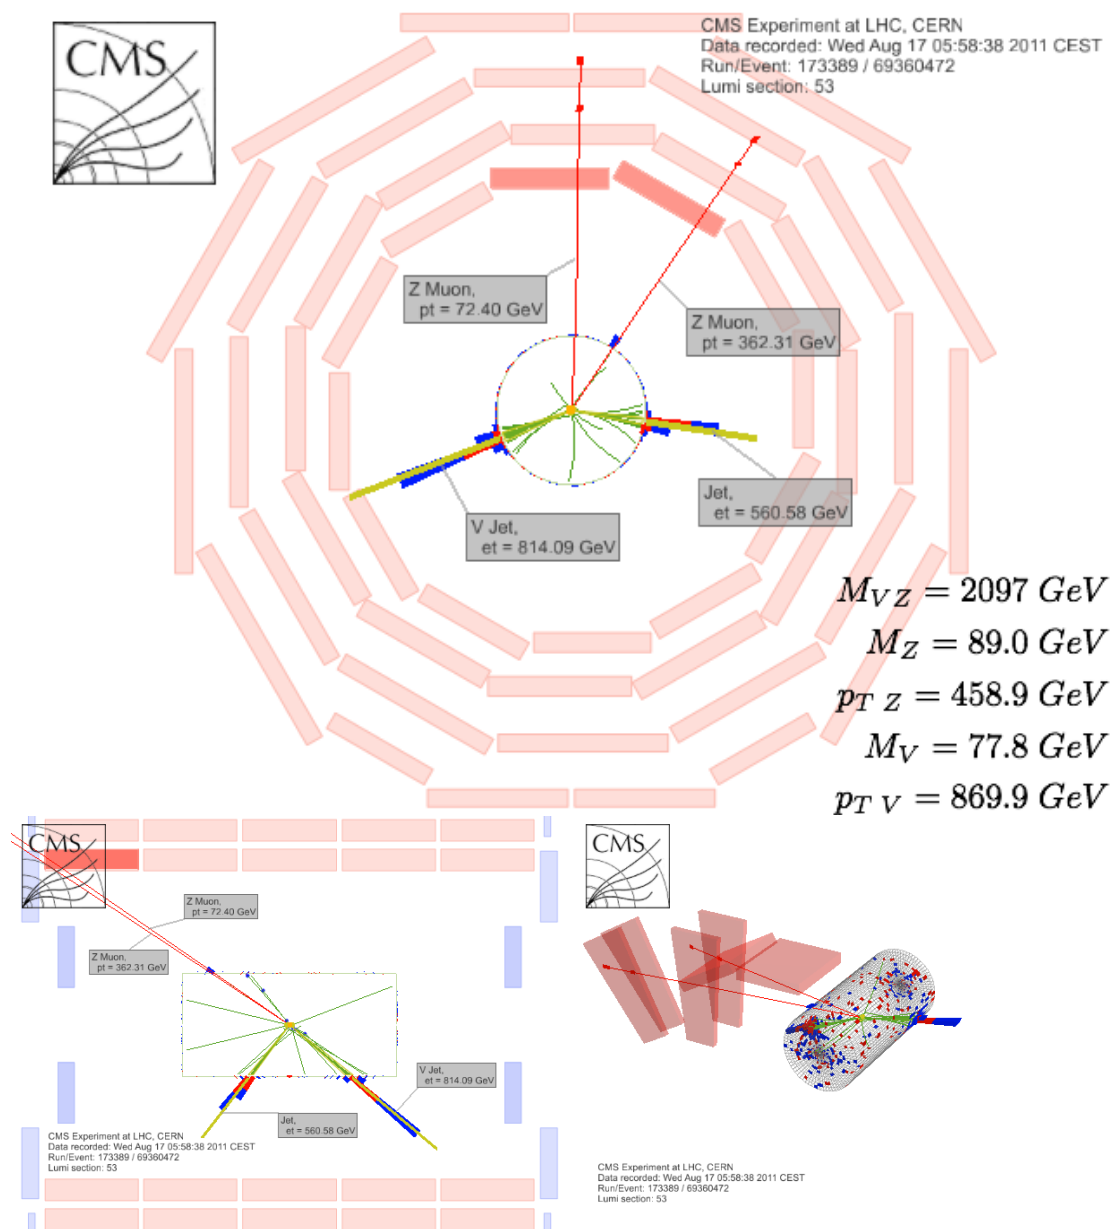 CMS
CMS Experiment at LHC, CERN
Data recorded: Wed Aug 17 05:58:38 2011 CEST
Run/Event: 173389 / 69360472
Lumi section: 53
Z Muon,
pt = 72.40 GeV
Z Muon,
pt = 362.31 GeV
Jet,
et = 560.58 GeV
V Jet,
et = 814.09 GeV
M_{VZ} = 2097 GeV
M_Z = 89.0 GeV
p_{T Z} = 458.9 GeV
M_V = 77.8 GeV
p_{T V} = 869.9 GeV
CMS
Z Muon,
pt = 72.40 GeV
Z Muon,
pt = 362.31 GeV
V Jet,
et = 814.09 GeV
Jet,
et = 560.58 GeV
CMS Experiment at LHC, CERN
Data recorded: Wed Aug 17 05:58:38 2011 CEST
Run/Event: 173389 / 69360472
Lumi section: 53
CMS
CMS Experiment at LHC, CERN
Data recorded: Wed Aug 17 05:58:38 2011 CEST
Run/Event: 173389 / 69360472
Lumi section: 53